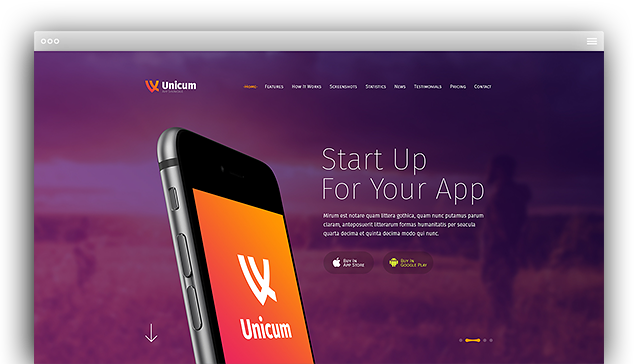 Unicum
Home Features How It Works Screenshots Statistics News Testimonials Pricing Contact
Start Up
For Your App
Mirum est notare quam littera gothica, quam nunc putamus parum
claram, anteposuerit litterarum formas humanitatis per seacula
quarta decima et quinta decima modo qui nunc.
Buy In
App Store
Buy In
Google Play
Unicum